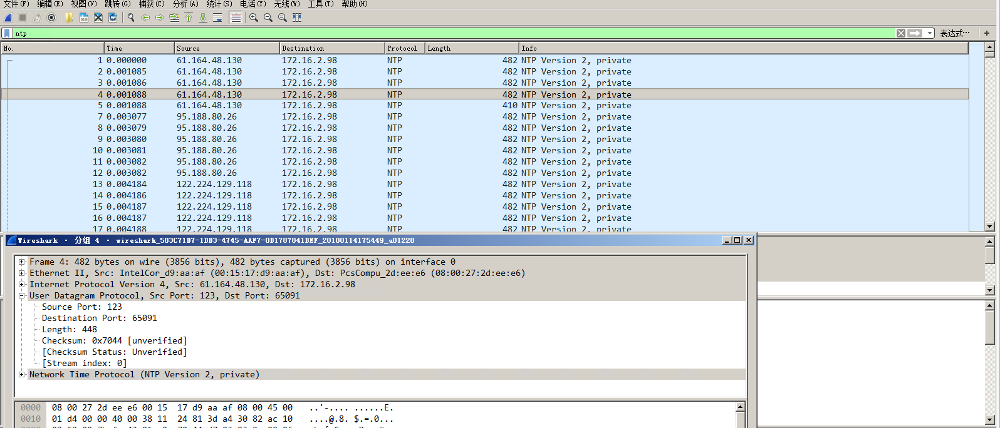 文件(F) 编辑(E) 视图(V) 跳转(G) 捕获(C) 分析(A) 统计(S) 电话(Y) 无线(W) 工具(T) 帮助(H)
ntp 表达式…
No. Time Source Destination Protocol Length Info
1 0.000000 61.164.48.130 172.16.2.98 NTP 482 NTP Version 2, private
2 0.001085 61.164.48.130 172.16.2.98 NTP 482 NTP Version 2, private
3 0.001086 61.164.48.130 172.16.2.98 NTP 482 NTP Version 2, private
4 0.001088 61.164.48.130 172.16.2.98 NTP 482 NTP Version 2, private
5 0.001088 61.164.48.130 172.16.2.98 NTP 410 NTP Version 2, private
7 0.003077 95.188.80.26 172.16.2.98 NTP 482 NTP Version 2, private
8 0.003079 95.188.80.26 172.16.2.98 NTP 482 NTP Version 2, private
9 0.003080 95.188.80.26 172.16.2.98 NTP 482 NTP Version 2, private
10 0.003081 95.188.80.26 172.16.2.98 NTP 482 NTP Version 2, private
11 0.003082 95.188.80.26 172.16.2.98 NTP 482 NTP Version 2, private
12 0.003082 95.188.80.26 172.16.2.98 NTP 482 NTP Version 2, private
13 0.004184 122.224.129.118 172.16.2.98 NTP 482 NTP Version 2, private
14 0.004186 122.224.129.118 172.16.2.98 NTP 482 NTP Version 2, private
15 0.004187 122.224.129.118 172.16.2.98 NTP 482 NTP Version 2, private
16 0.004187 122.224.129.118 172.16.2.98 NTP 482 NTP Version 2, private
17 0.004188 122.224.129.118 172.16.2.98 NTP 482 NTP Version 2, private
Wireshark · 分组 4 · wireshark_583C71D7-1DB3-4745-AAF7-0B1787841BEF_20180114175449_a01228
Frame 4: 482 bytes on wire (3856 bits), 482 bytes captured (3856 bits) on interface 0
Ethernet II, Src: IntelCor_d9:aa:af (00:15:17:d9:aa:af), Dst: PcsCompu_2d:ee:e6 (08:00:27:2d:ee:e6)
Internet Protocol Version 4, Src: 61.164.48.130, Dst: 172.16.2.98
User Datagram Protocol, Src Port: 123, Dst Port: 65091
Source Port: 123
Destination Port: 65091
Length: 448
Checksum: 0x7044 [unverified]
[Checksum Status: Unverified]
[Stream index: 0]
Network Time Protocol (NTP Version 2, private)
0000 08 00 27 2d ee e6 00 15 17 d9 aa af 08 00 45 00 ..'-.... ......E.
0010 01 d4 00 00 40 00 38 11 24 81 3d a4 30 82 ac 10 ....@.8. $.=.0...